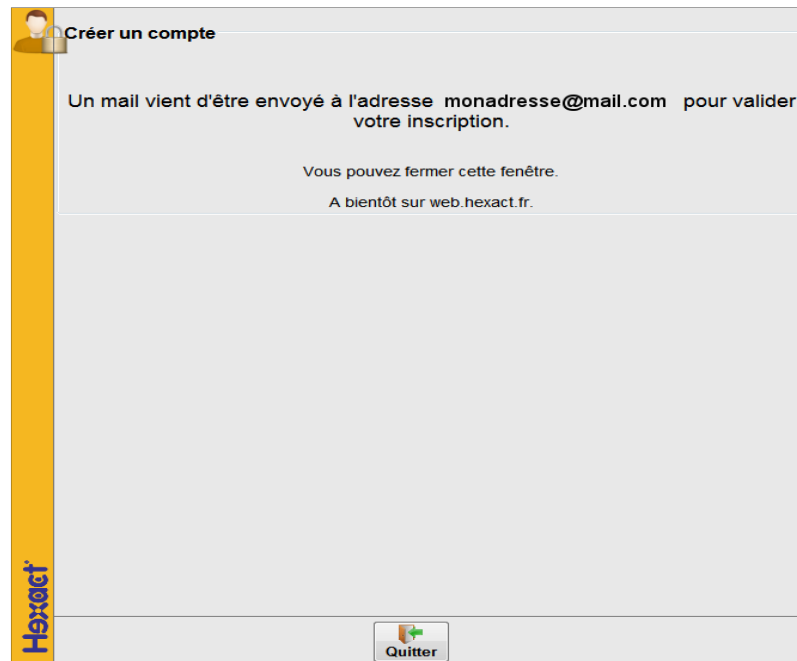 Créer un compte
Un mail vient d'être envoyé à l'adresse monadresse@mail.com pour valider
votre inscription.
Vous pouvez fermer cette fenêtre.
A bientôt sur web.hexact.fr.
Hexact
Quitter